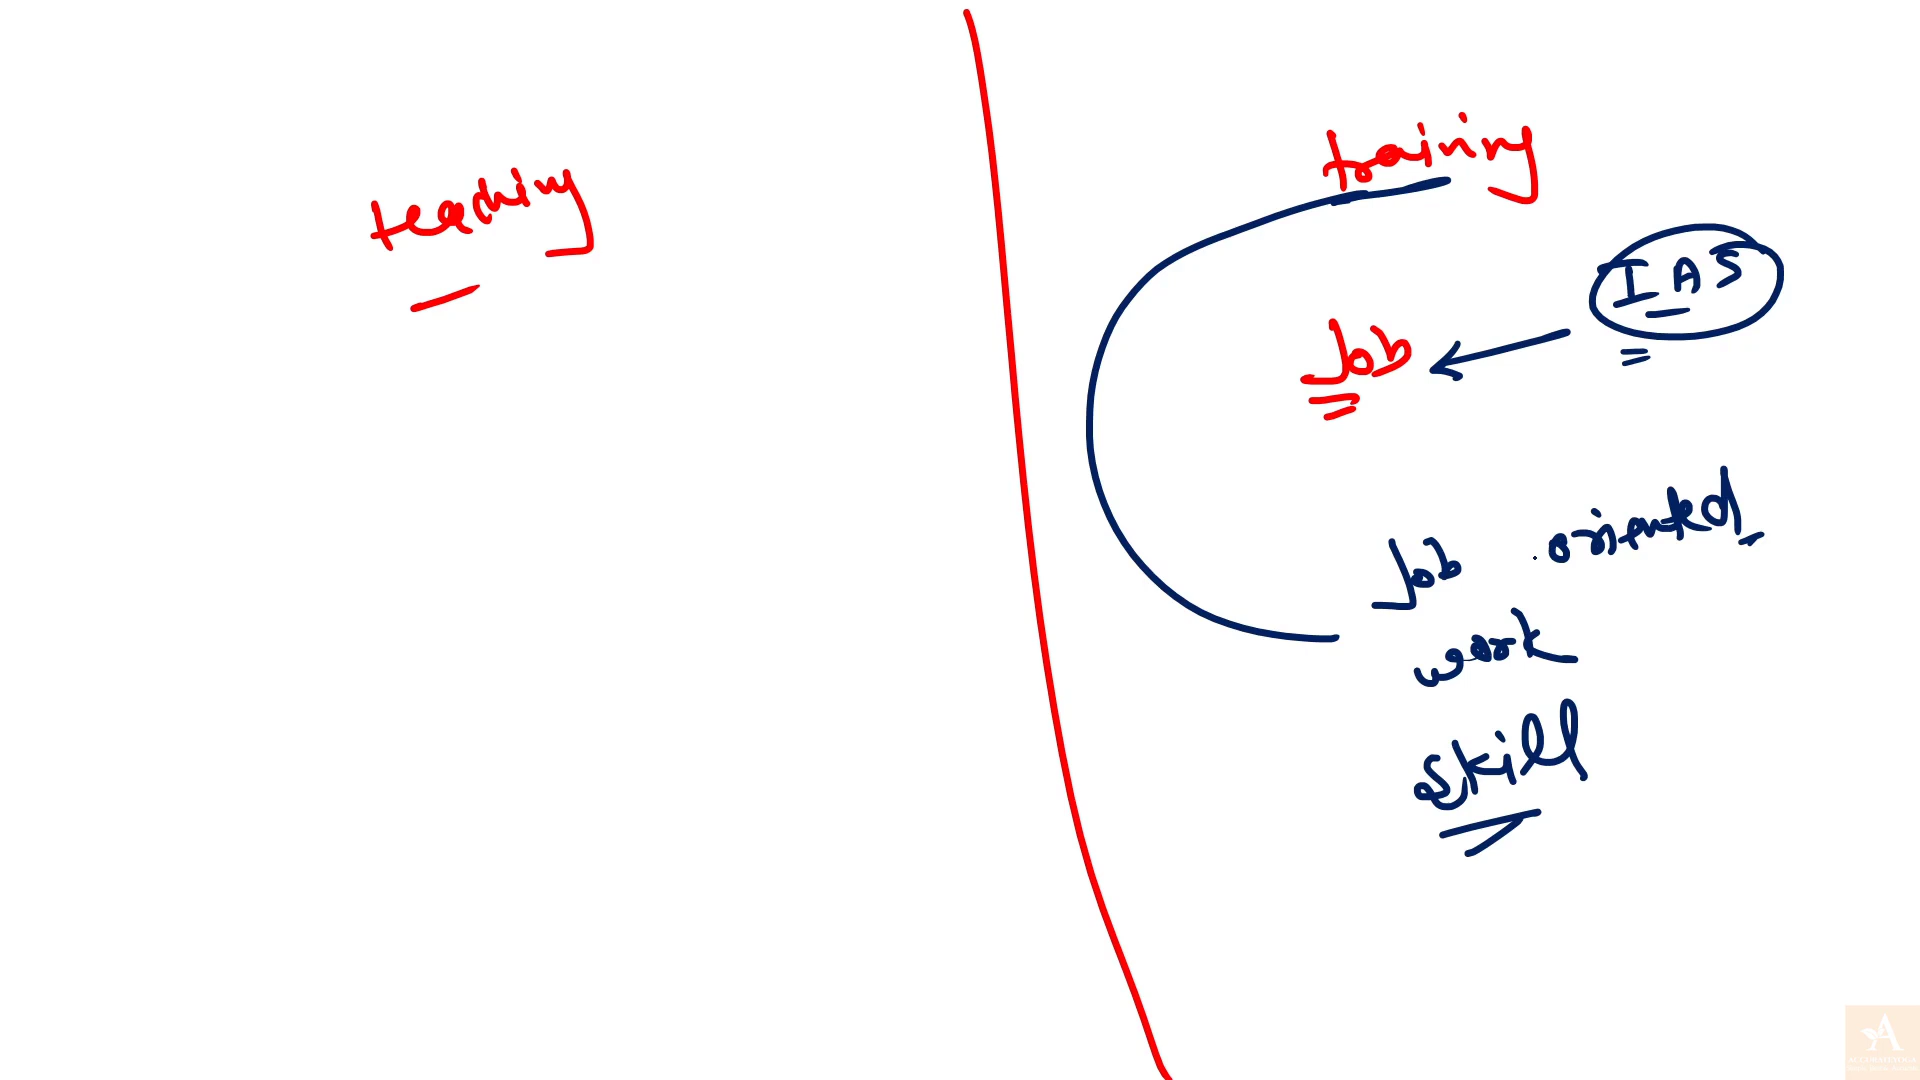 teaching
training
IAS
Job
Job oriented
work
skill
A